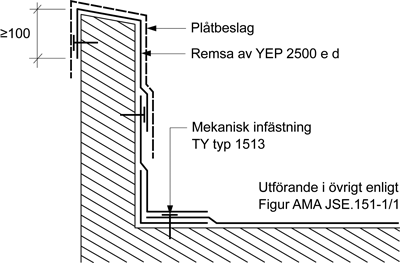 Plåtbeslag
≥100
Remsa av YEP 2500 e d
Mekanisk infästning
TY typ 1513
Utförande i övrigt enligt
Figur AMA JSE.151-1/1